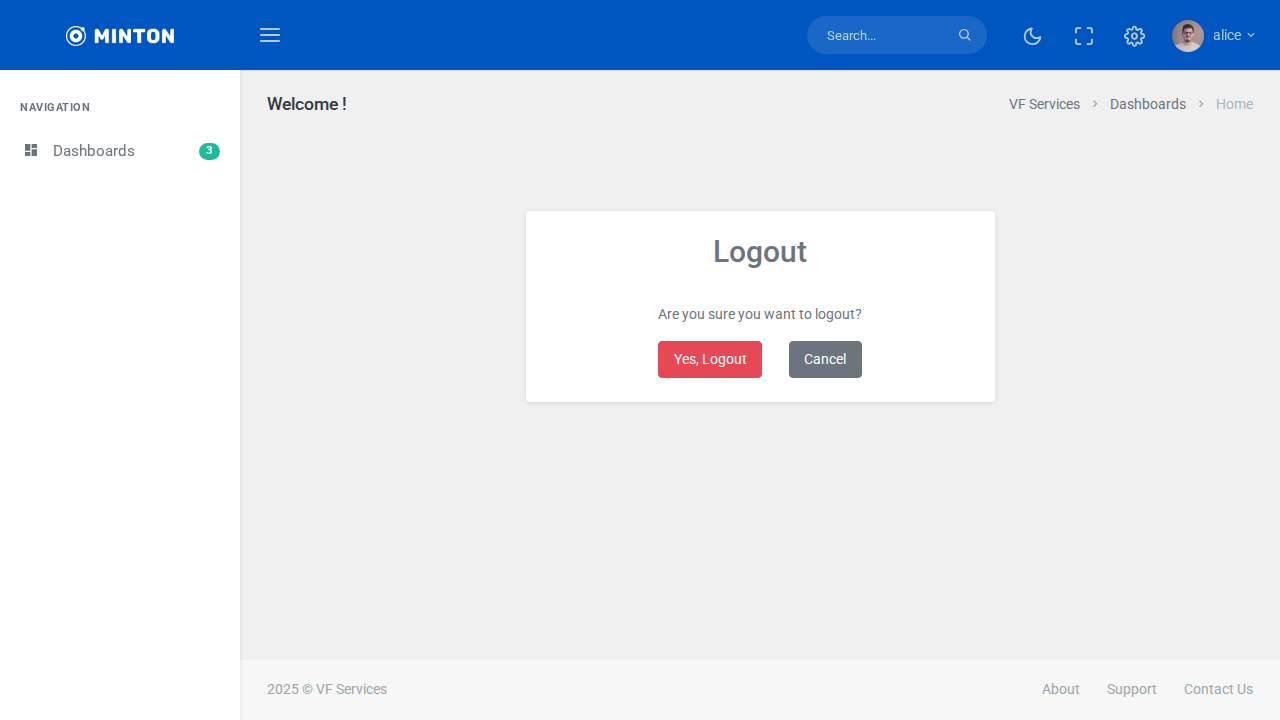 MINTON
Search...
alice
NAVIGATION
Dashboards
3
Welcome !
VF Services > Dashboards > Home
Logout
Are you sure you want to logout?
Yes, Logout
Cancel
2025 © VF Services
About
Support
Contact Us